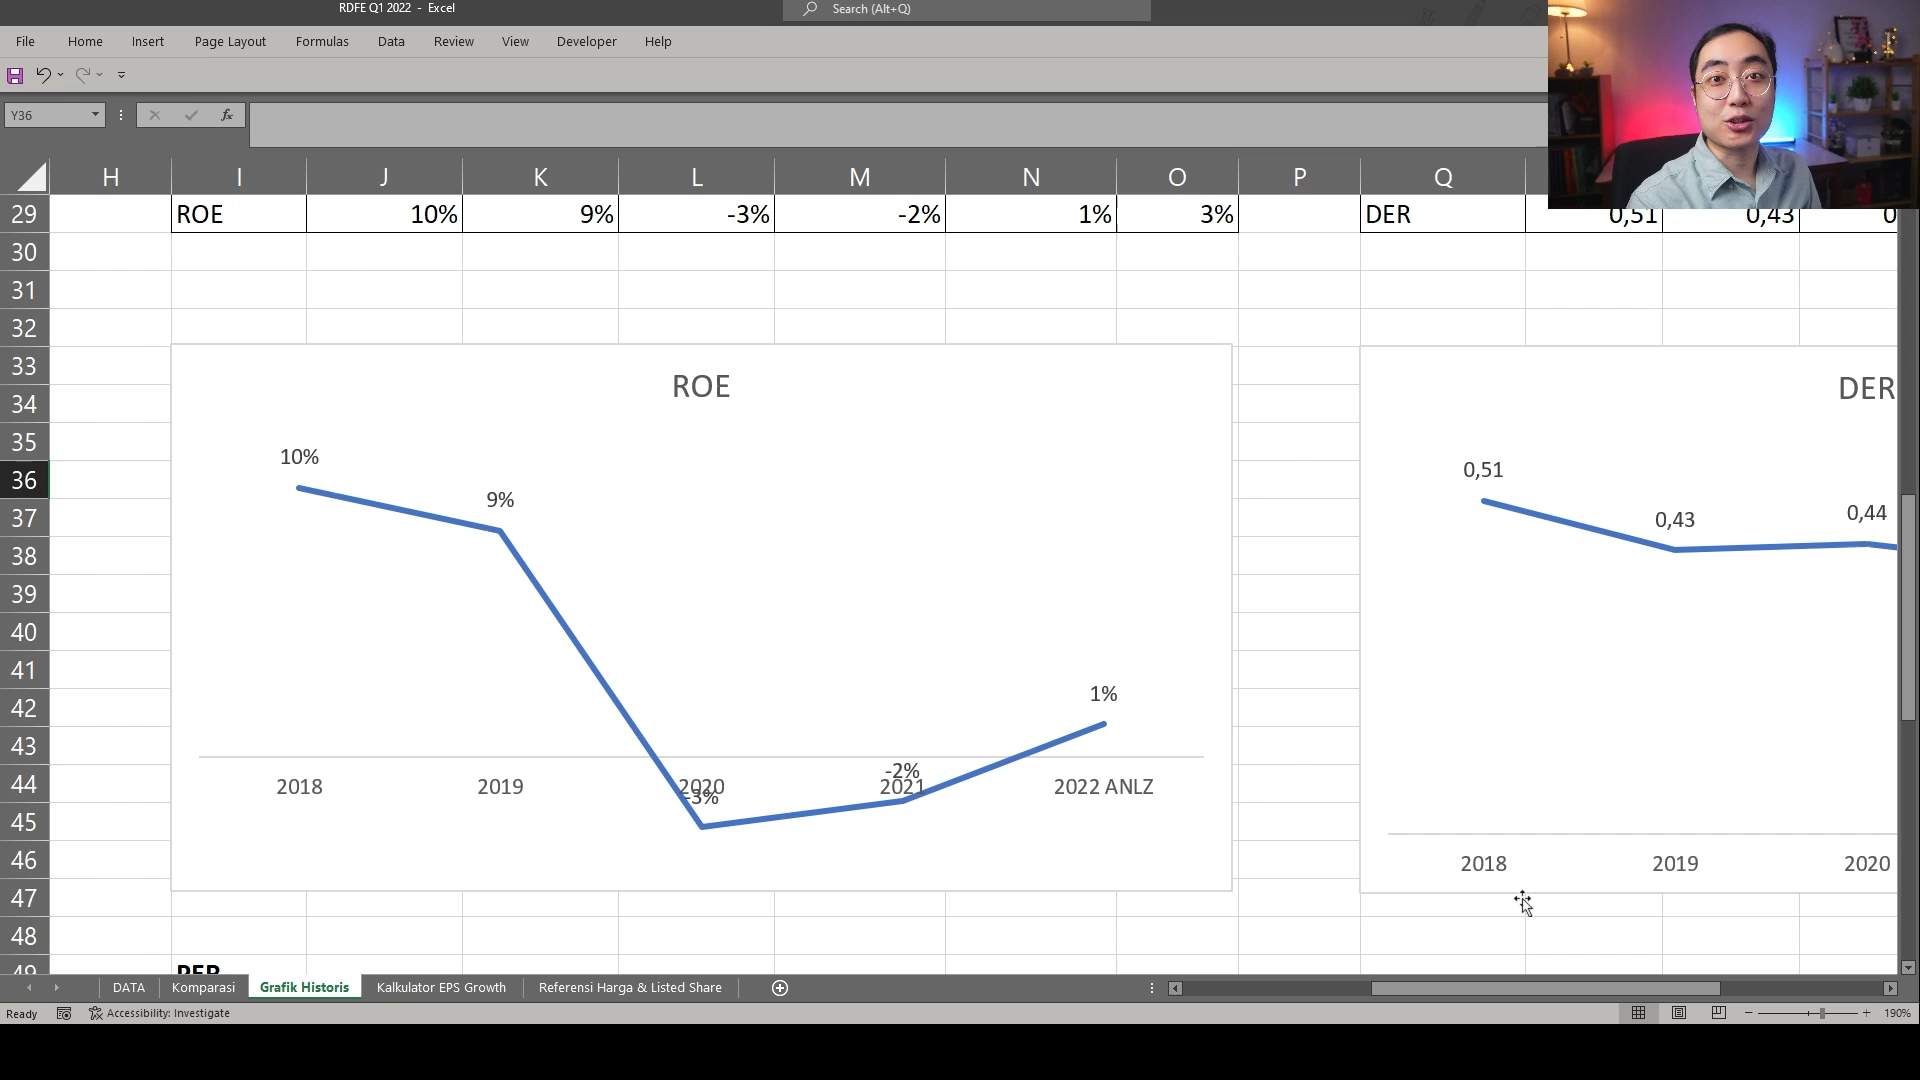 RDFE Q1 2022 - Excel
Search (Alt+Q)
File Home Insert Page Layout Formulas Data Review View Developer Help
Y36
fx
H I J K L M N O P Q
29 ROE 10% 9% -3% -2% 1% 3% DER 0,51 0,43 0
30
31
32
33
34
35
36
37
38
39
40
41
42
43
44
45
46
47
48
49 PER
ROE
10%
9%
-3%
-2%
1%
2018 2019 2020 2021 2022 ANLZ
DER
0,51
0,43
0,44
2018 2019 2020
DATA Komparasi Grafik Historis Kalkulator EPS Growth Referensi Harga & Listed Share
Ready Accessibility: Investigate 190%